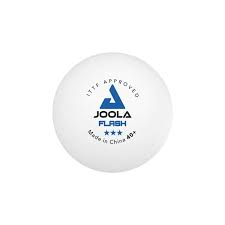 ITTF APPROVED
JOOLA
FLASH
★★★
Made in China 40+